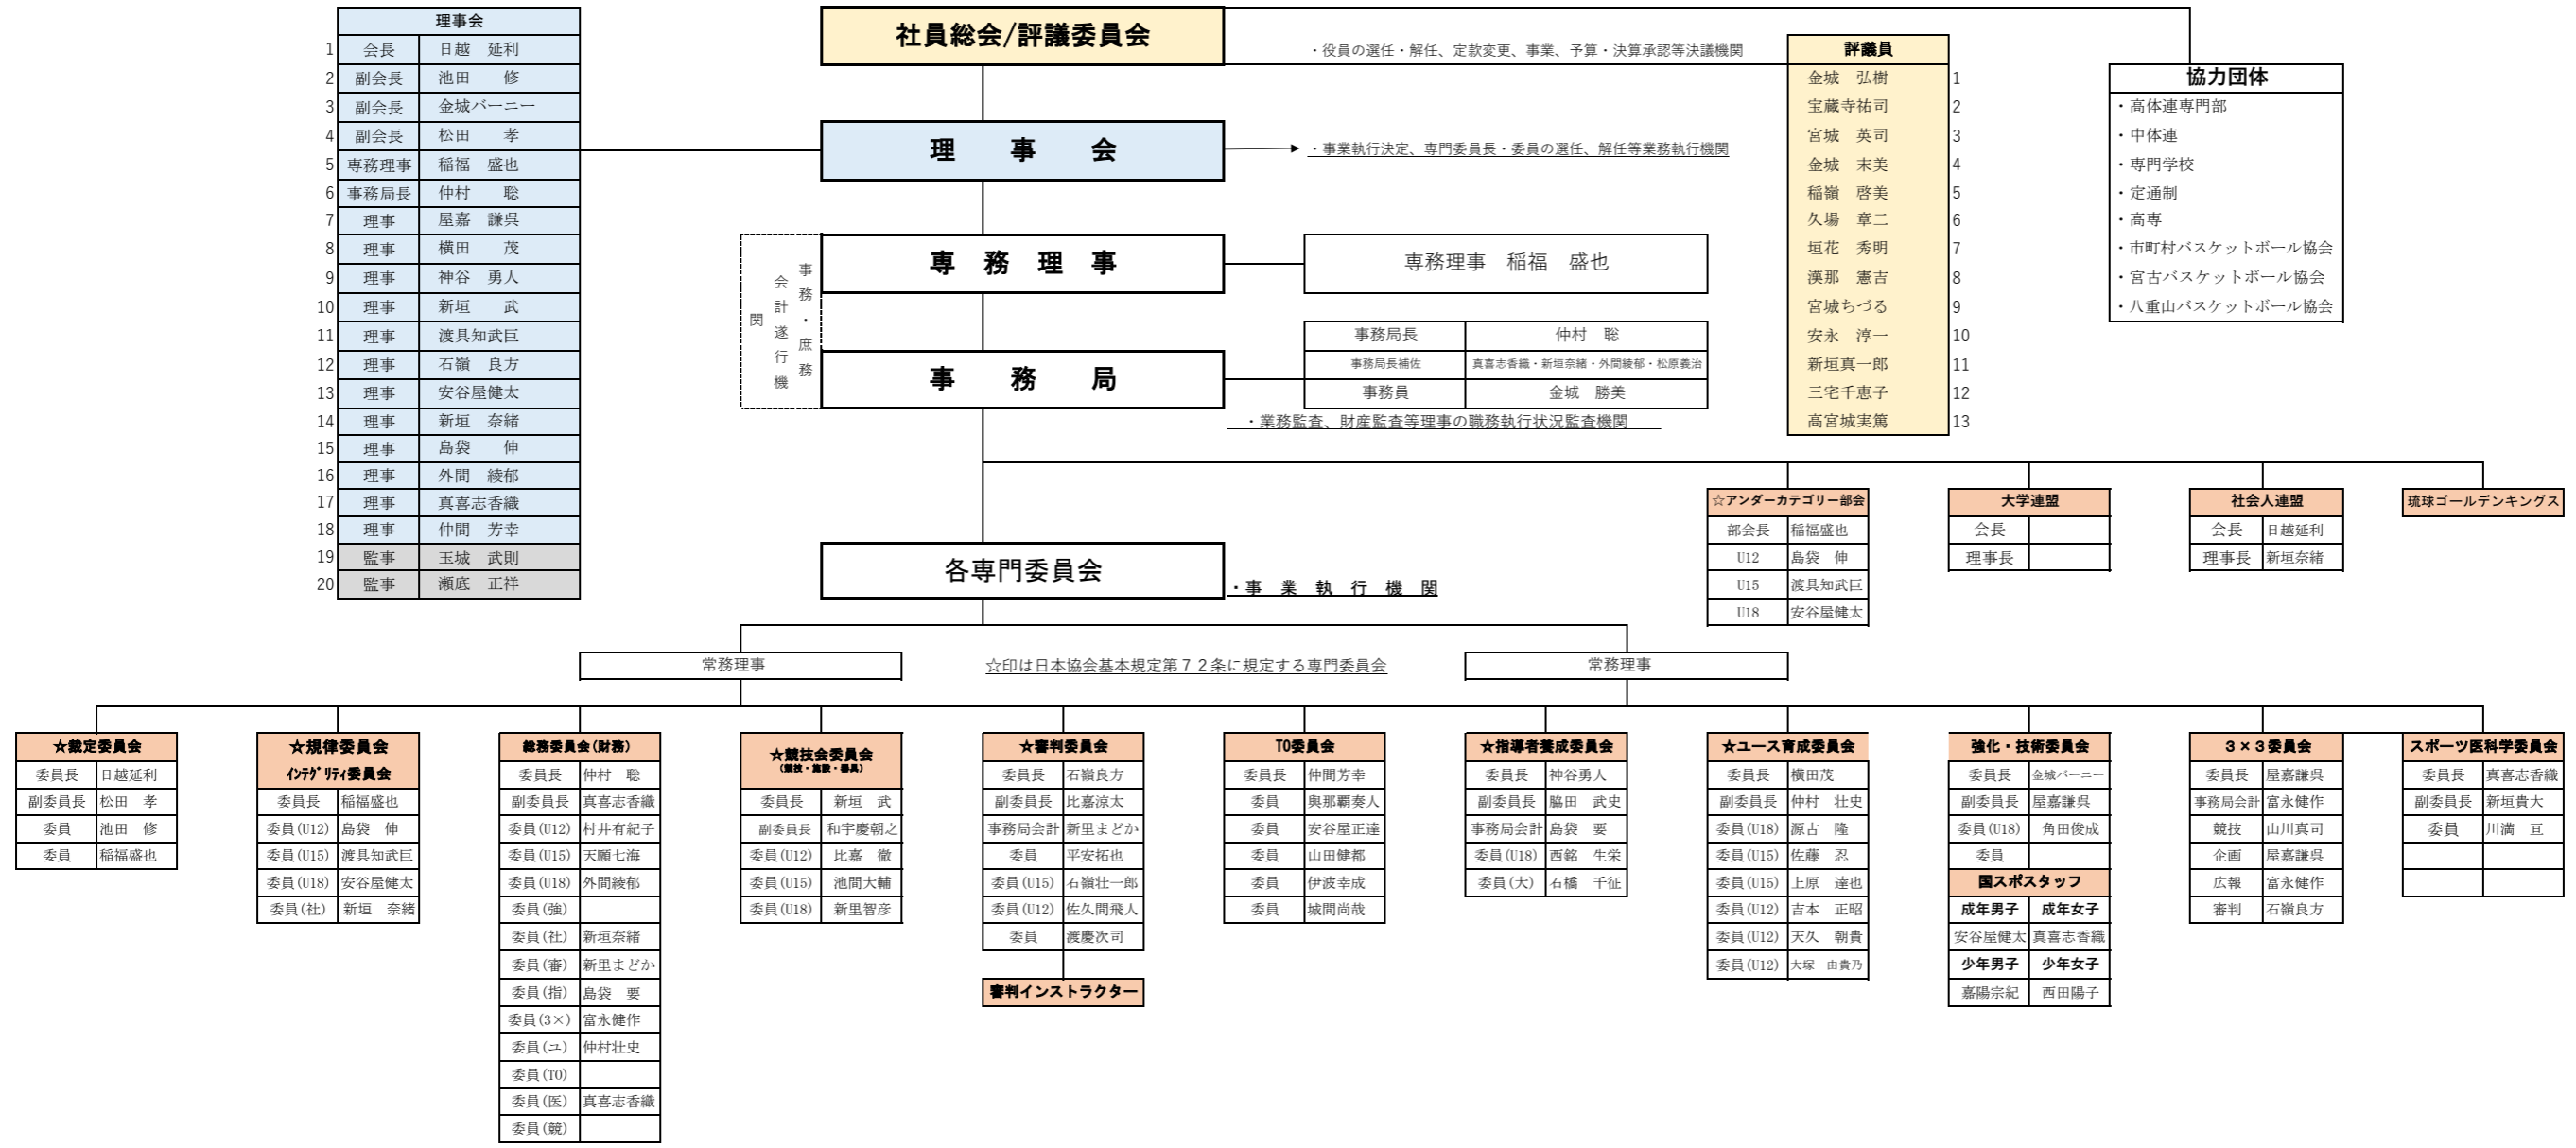 理事会
1 会長 日越 延利
2 副会長 池田 修
3 副会長 金城バーニー
4 副会長 松田 孝
5 専務理事 稲福 盛也
6 事務局長 仲村 聡
7 理事 屋嘉 謙呉
8 理事 横田 茂
9 理事 神谷 勇人
10 理事 新垣 武
11 理事 渡具知武巨
12 理事 石嶺 良方
13 理事 安谷屋健太
14 理事 新垣 奈緒
15 理事 島袋 伸
16 理事 外間 綾郁
17 理事 真喜志香織
18 理事 仲間 芳幸
19 監事 玉城 武則
20 監事 瀬底 正祥
社員総会/評議委員会
・役員の選任・解任、定款変更、事業、予算・決算承認等決議機関
理 事 会
・事業執行決定、専門委員長・委員の選任、解任等業務執行機関
事務・庶務
会計遂行機
関
専 務 理 事
専務理事 稲福 盛也
事 務 局
事務局長 仲村 聡
事務局長補佐 真喜志香織・新垣奈緒・外間綾郁・松原義治
事務員 金城 勝美
・業務監査、財産監査等理事の職務執行状況監査機関
評議員
金城 弘樹 1
宝蔵寺祐司 2
宮城 英司 3
金城 末美 4
稲嶺 啓美 5
久場 章二 6
垣花 秀明 7
漢那 憲吉 8
宮城ちづる 9
安永 淳一 10
新垣真一郎 11
三宅千恵子 12
高宮城実篤 13
協力団体
・高体連専門部
・中体連
・専門学校
・定通制
・高専
・市町村バスケットボール協会
・宮古バスケットボール協会
・八重山バスケットボール協会
☆アンダーカテゴリー部会
部会長 稲福盛也
U12 島袋 伸
U15 渡具知武巨
U18 安谷屋健太
大学連盟
会長
理事長
社会人連盟
会長 日越延利
理事長 新垣奈緒
琉球ゴールデンキングス
各専門委員会
・事 業 執 行 機 関
常務理事
☆印は日本協会基本規定第72条に規定する専門委員会
常務理事
☆裁定委員会
委員長 日越延利
副委員長 松田 孝
委員 池田 修
委員 稲福盛也
☆規律委員会
ｲﾝﾃｸﾞﾘﾃｨ委員会
委員長 稲福盛也
委員(U12) 島袋 伸
委員(U15) 渡具知武巨
委員(U18) 安谷屋健太
委員(社) 新垣 奈緒
総務委員会(財務)
委員長 仲村 聡
副委員長 真喜志香織
委員(U12) 村井有紀子
委員(U15) 天願七海
委員(U18) 外間綾郁
委員(強)
委員(社) 新垣奈緒
委員(審) 新里まどか
委員(指) 島袋 要
委員(3×) 富永健作
委員(ユ) 仲村壮史
委員(TO)
委員(医) 真喜志香織
委員(競)
☆競技会委員会
(競技・施設・器具)
委員長 新垣 武
副委員長 和宇慶朝之
委員(U12) 比嘉 徹
委員(U15) 池間大輔
委員(U18) 新里智彦
☆審判委員会
委員長 石嶺良方
副委員長 比嘉涼太
事務局会計 新里まどか
委員 平安拓也
委員(U15) 石嶺壮一郎
委員(U12) 佐久間飛人
委員 渡慶次司
審判インストラクター
TO委員会
委員長 仲間芳幸
委員 與那覇奏人
委員 安谷屋正達
委員 山田健都
委員 伊波幸成
委員 城間尚哉
☆指導者養成委員会
委員長 神谷勇人
副委員長 脇田 武史
事務局会計 島袋 要
委員(U18) 西銘 生栄
委員(大) 石橋 千征
☆ユース育成委員会
委員長 横田茂
副委員長 仲村 壮史
委員(U18) 源古 隆
委員(U15) 佐藤 忍
委員(U15) 上原 達也
委員(U12) 吉本 正昭
委員(U12) 天久 朝貴
委員(U12) 大塚 由貴乃
強化・技術委員会
委員長 金城バーニー
副委員長 屋嘉謙呉
委員(U18) 角田俊成
委員
国スポスタッフ
成年男子 成年女子
安谷屋健太 真喜志香織
少年男子 少年女子
嘉陽宗紀 西田陽子
3×3委員会
委員長 屋嘉謙呉
事務局会計 富永健作
競技 山川真司
企画 屋嘉謙呉
広報 富永健作
審判 石嶺良方
スポーツ医科学委員会
委員長 真喜志香織
副委員長 新垣貴大
委員 川満 亘